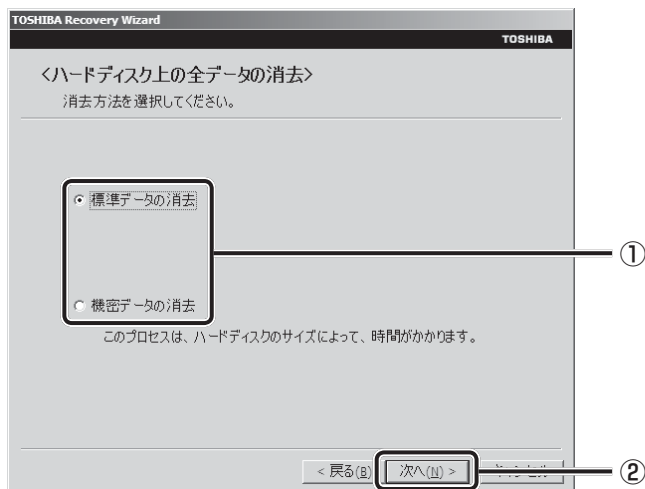 TOSHIBA Recovery Wizard
TOSHIBA
<ハードディスク上の全データの消去>
消去方法を選択してください。
標準データの消去
①
機密データの消去
このプロセスは、ハードディスクのサイズによって、時間がかかります。
< 戻る(B) 次へ(N) >
②